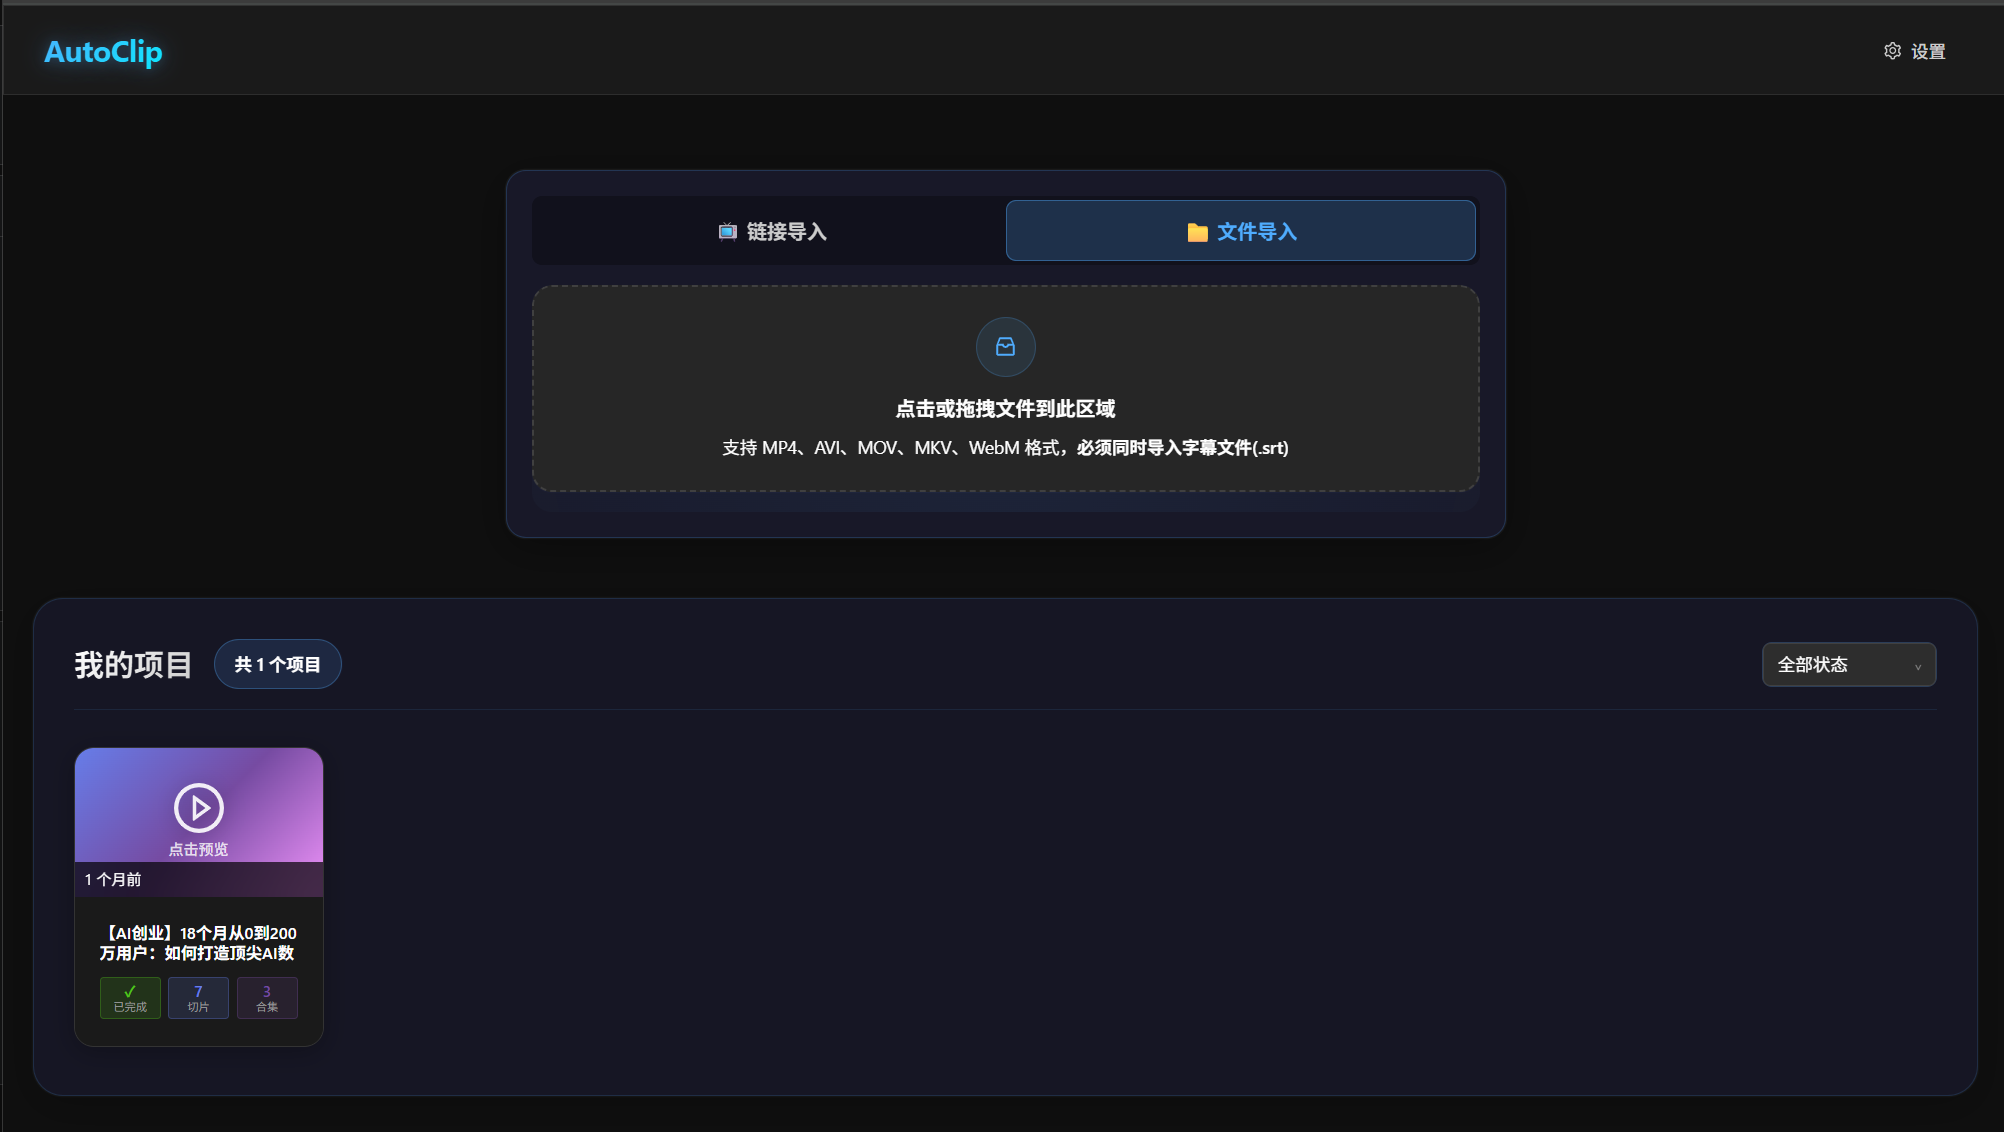 AutoClip
设置
链接导入
文件导入
点击或拖拽文件到此区域
支持 MP4、AVI、MOV、MKV、WebM 格式，必须同时导入字幕文件(.srt)
我的项目
共 1 个项目
全部状态
点击预览
1 个月前
【AI创业】18个月从0到200
万用户：如何打造顶尖AI数
✓
已完成
7
切片
3
合集